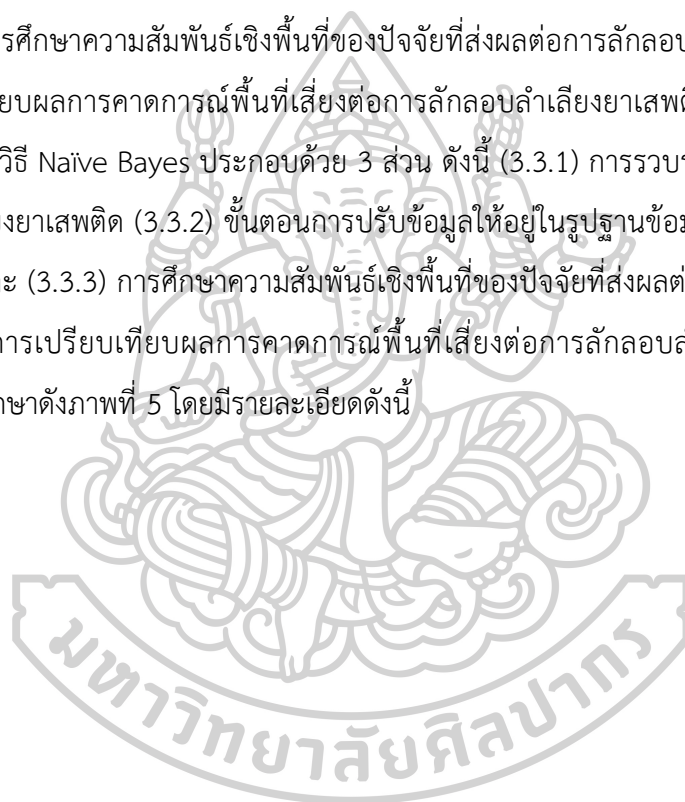 รศึกษาความสัมพันธ์เชิงพื้นที่ของปัจจัยที่ส่งผลต่อการลักลอบ
ยบผลการคาดการณ์พื้นที่เสี่ยงต่อการลักลอบลำเลียงยาเสพติ
วิธี Naïve Bayes ประกอบด้วย 3 ส่วน ดังนี้ (3.3.1) การรวบร
งยาเสพติด (3.3.2) ขั้นตอนการปรับข้อมูลให้อยู่ในรูปฐานข้อม
ะ (3.3.3) การศึกษาความสัมพันธ์เชิงพื้นที่ของปัจจัยที่ส่งผลต่
การเปรียบเทียบผลการคาดการณ์พื้นที่เสี่ยงต่อการลักลอบลำ
กษาดังภาพที่ 5 โดยมีรายละเอียดดังนี้
มหาวิทยาลัยศิลปากร